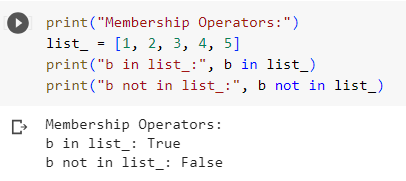 print("Membership Operators:")
list_ = [1, 2, 3, 4, 5]
print("b in list_:", b in list_)
print("b not in list_:", b not in list_)
Membership Operators:
b in list_: True
b not in list_: False